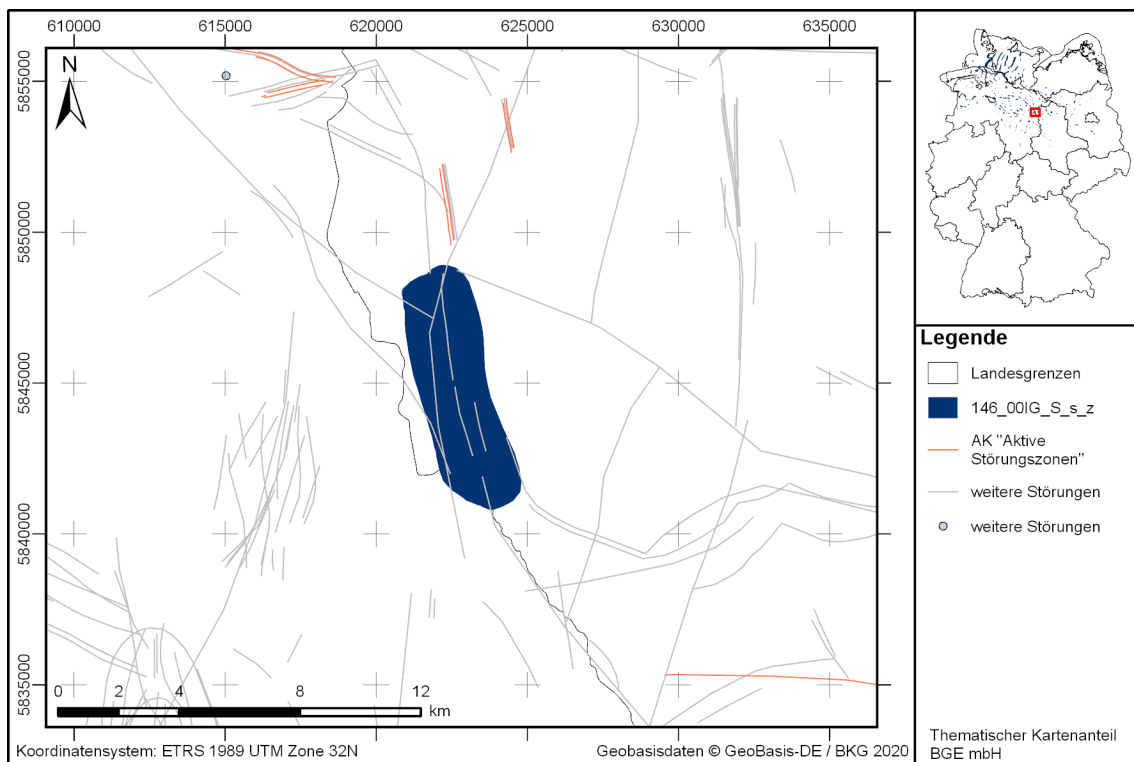 610000 615000 620000 625000 630000 635000
5855000
5850000
5845000
5840000
5835000
N
0 2 4 8 12
km
Koordinatensystem: ETRS 1989 UTM Zone 32N
Geobasisdaten © GeoBasis-DE / BKG 2020
Legende
Landesgrenzen
146_00IG_S_s_z
AK "Aktive
Störungszonen"
weitere Störungen
weitere Störungen
Thematischer Kartenanteil
BGE mbH